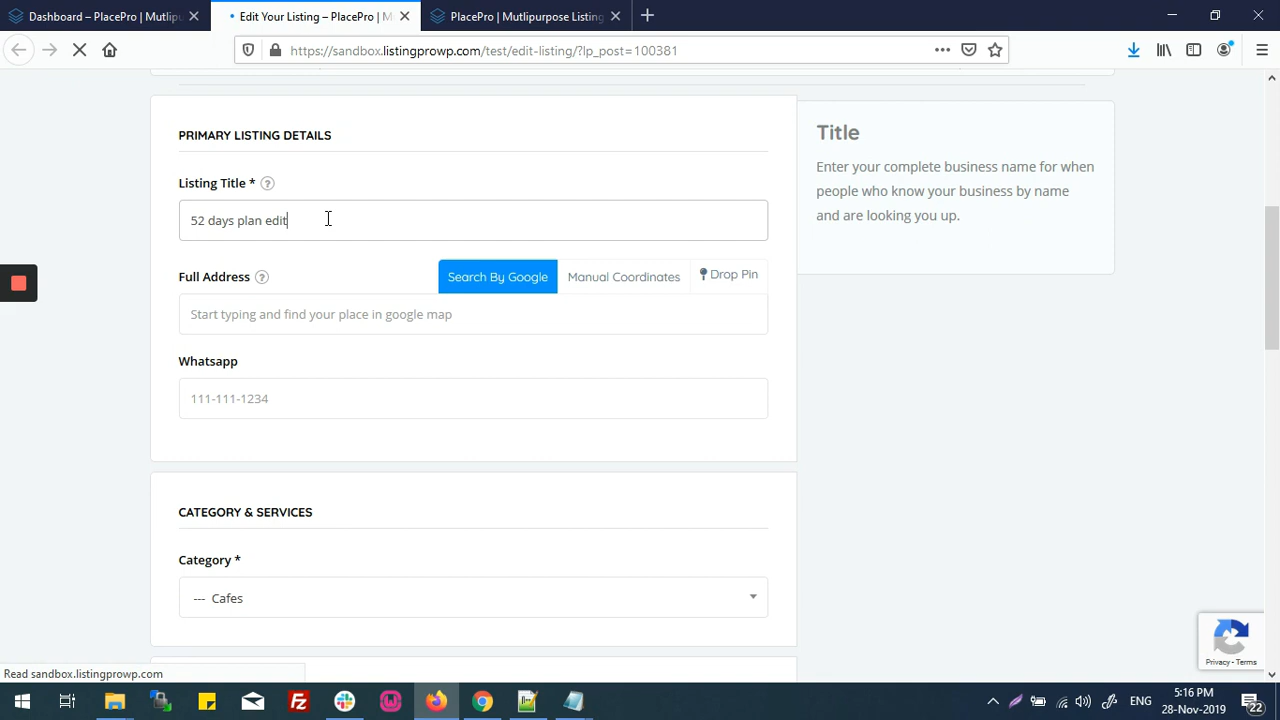 Dashboard – PlacePro | Mutlipu
Edit Your Listing – PlacePro | M
PlacePro | Mutlipurpose Listing
https://sandbox.listingprowp.com/test/edit-listing/?lp_post=100381
PRIMARY LISTING DETAILS
Listing Title * ?
52 days plan edit
Title
Enter your complete business name for when
people who know your business by name
and are looking you up.
Full Address ?
Search By Google
Manual Coordinates
Drop Pin
Start typing and find your place in google map
Whatsapp
111-111-1234
CATEGORY & SERVICES
Category *
--- Cafes
Privacy - Terms
Read sandbox.listingprowp.com
ENG
5:16 PM
28-Nov-2019
22